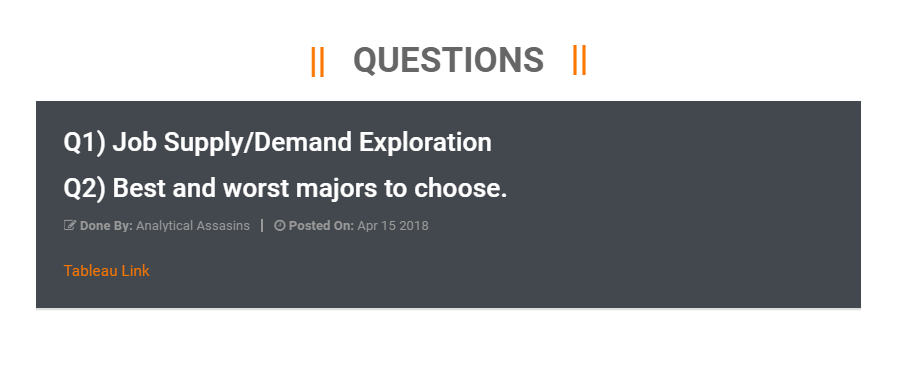 || QUESTIONS ||
Q1) Job Supply/Demand Exploration
Q2) Best and worst majors to choose.
Done By: Analytical Assasins | Posted On: Apr 15 2018
Tableau Link